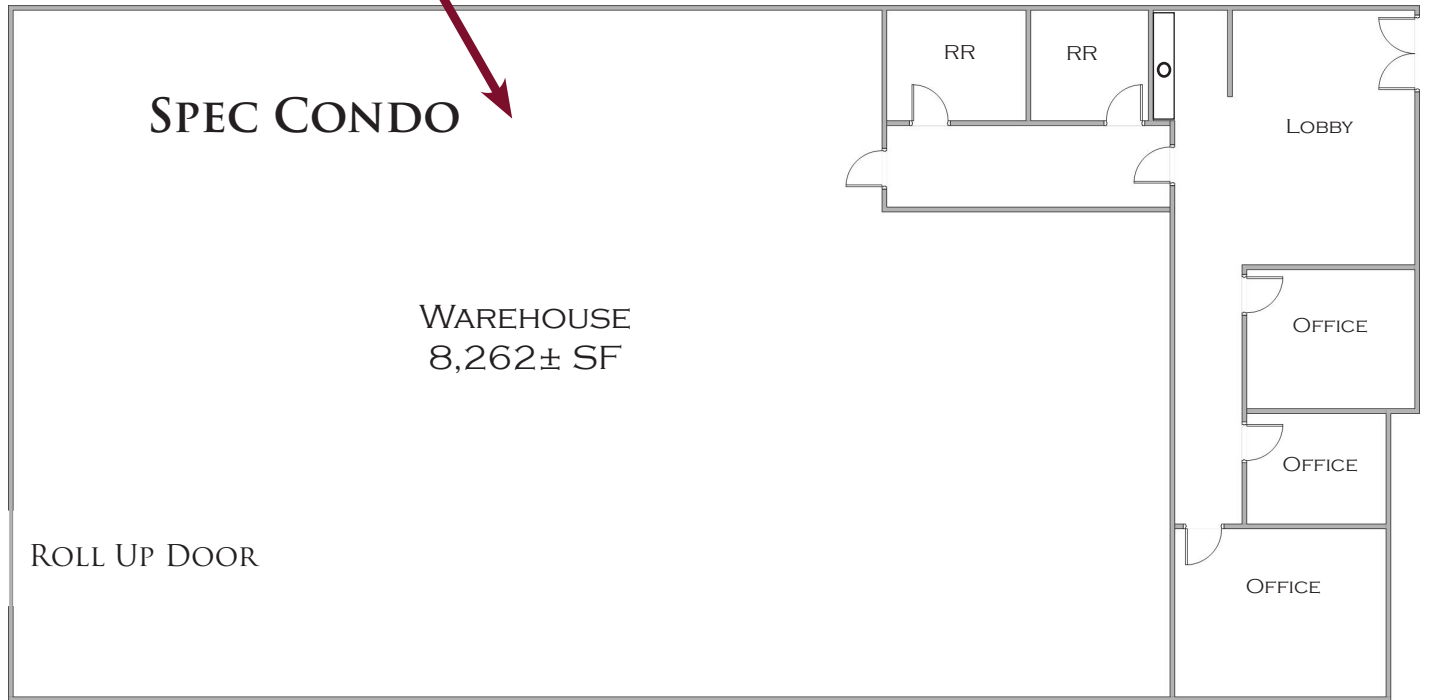 RR
RR
SPEC CONDO
LOBBY
WAREHOUSE
8,262± SF
OFFICE
OFFICE
ROLL UP DOOR
OFFICE